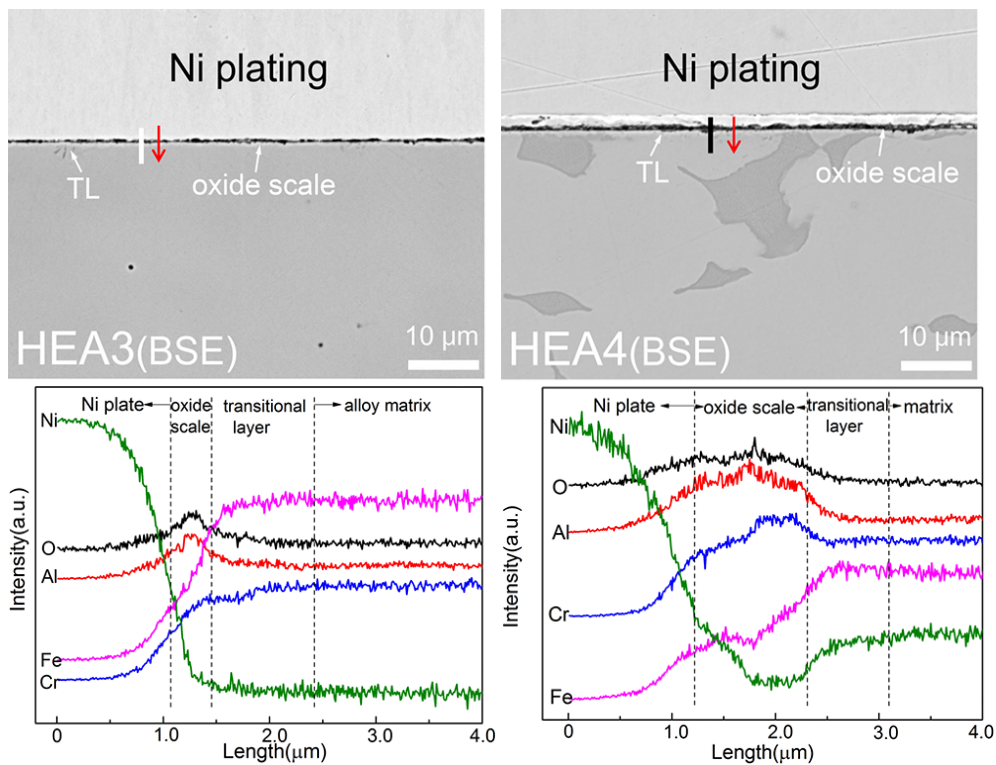 Ni plating
TL
oxide scale
HEA3(BSE)
10 μm
Ni plating
TL
oxide scale
HEA4(BSE)
10 μm
Ni plate
oxide
scale
transitional
layer
alloy matrix
Ni
O
Al
Fe
Cr
Intensity(a.u.)
0 1.0 2.0 3.0 4.0
Length(μm)
Ni plate
oxide scale
transitional
layer
matrix
Ni
O
Al
Cr
Fe
Intensity(a.u.)
0 1.0 2.0 3.0 4.0
Length(μm)